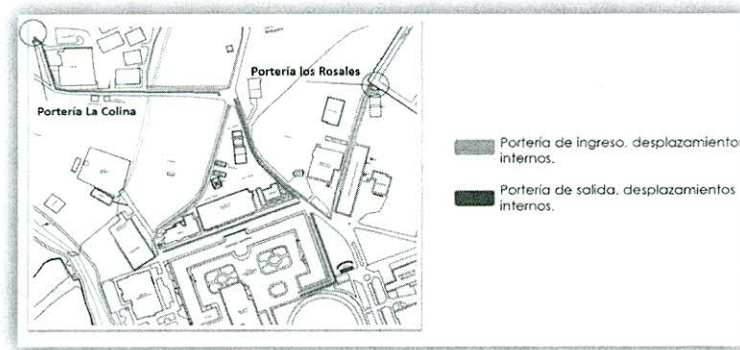 Portería los Rosales
Portería La Colina
Portería de ingreso, desplazamientos
internos.
Portería de salida, desplazamientos
internos.